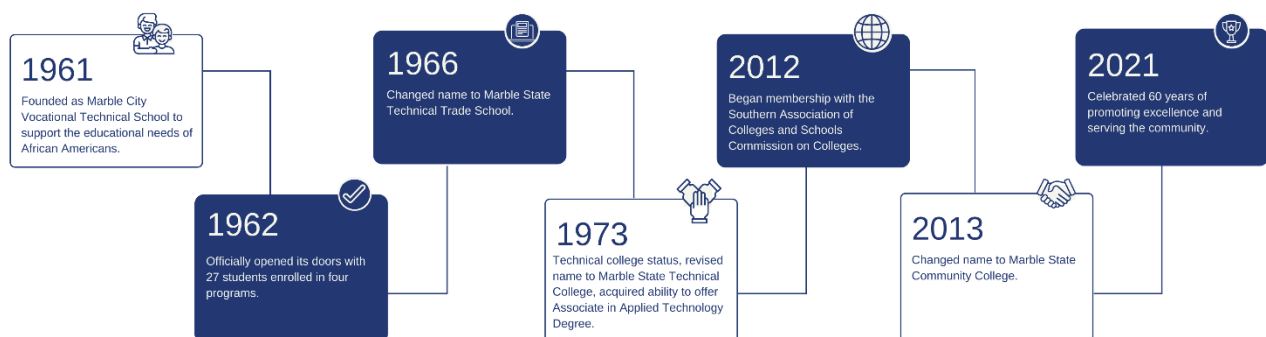 1961
Founded as Marble City
Vocational Technical School to
support the educational needs of
African Americans.
1962
Officially opened its doors with
27 students enrolled in four
programs.
1966
Changed name to Marble State
Technical Trade School.
1973
Technical college status, revised
name to Marble State Technical
College, acquired ability to offer
Associate in Applied Technology
Degree.
2012
Began membership with the
Southern Association of
Colleges and Schools
Commission on Colleges.
2013
Changed name to Marble State
Community College.
2021
Celebrated 60 years of
promoting excellence and
serving the community.